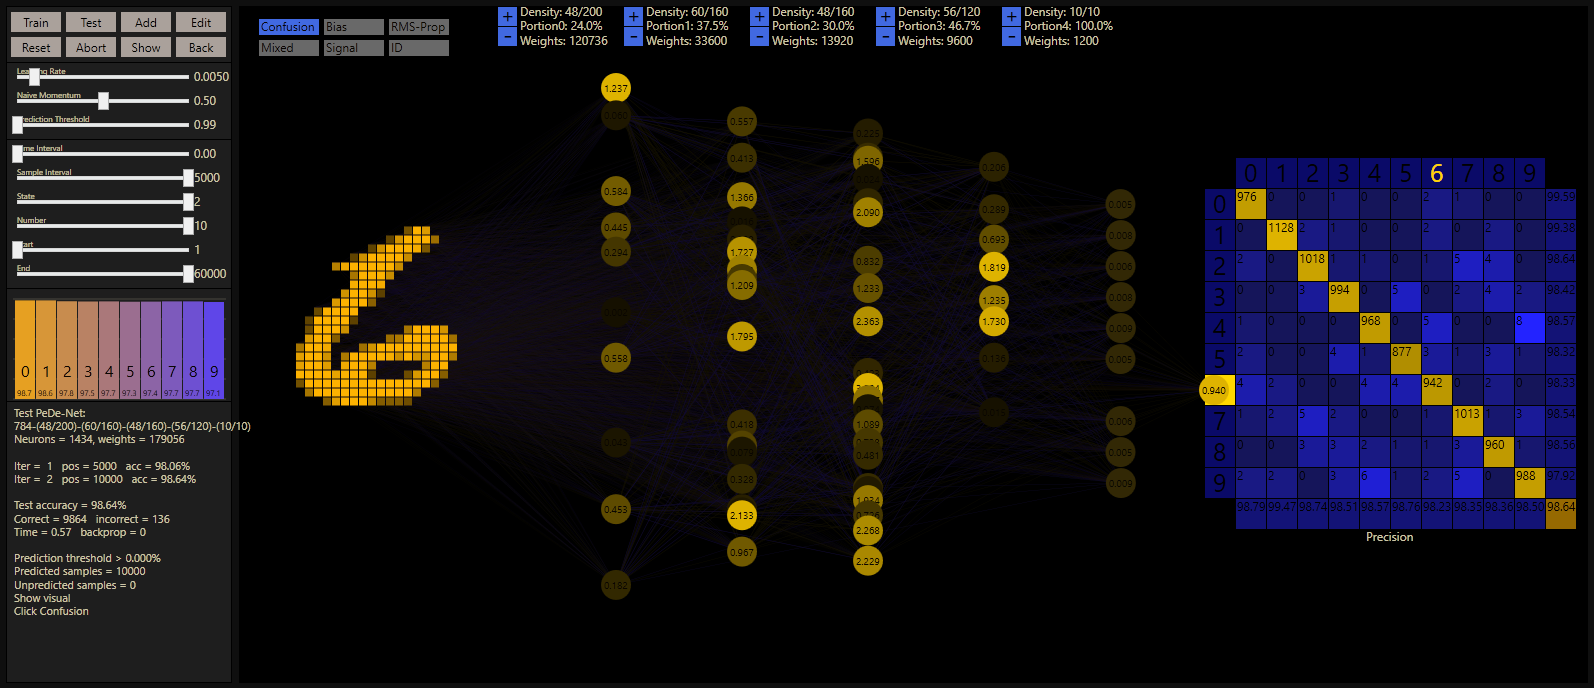 Train Test Add Edit
Reset Abort Show Back
0.0050
Naive Momentum 0.50
0.99
0.00
Sample Interval 5000
State 2
Number 10
1
End 60000
0 1 2 3 4 5 6 7 8 9
98.7 98.6 97.8 97.5 97.7 97.3 97.4 97.7 97.7 97.1
Test PeDe-Net:
784-(48/200)-(60/160)-(48/160)-(56/120)-(10/10)
Neurons = 1434, weights = 179056
Iter = 1 pos = 5000 acc = 98.06%
Iter = 2 pos = 10000 acc = 98.64%
Test accuracy = 98.64%
Correct = 9864 incorrect = 136
Time = 0.57 backprop = 0
Prediction threshold > 0.000%
Predicted samples = 10000
Unpredicted samples = 0
Show visual
Click Confusion
Confusion Bias RMS-Prop
Mixed Signal ID
+ Density: 48/200
Portion0: 24.0%
- Weights: 120736
+ Density: 60/160
Portion1: 37.5%
- Weights: 33600
+ Density: 48/160
Portion2: 30.0%
- Weights: 13920
+ Density: 56/120
Portion3: 46.7%
- Weights: 9600
+ Density: 10/10
Portion4: 100.0%
- Weights: 1200
1.237
0.584
0.445
0.294
0.558
0.453
0.182
0.557
0.413
1.366
1.727
1.209
1.795
0.418
0.328
2.133
0.967
0.225
1.596
2.090
0.832
1.233
2.363
1.089
0.481
1.934
2.268
2.229
0.206
0.289
0.693
1.819
1.235
1.730
0.136
0.005
0.008
0.006
0.008
0.009
0.005
0.940
0.006
0.005
0.009
0 1 2 3 4 5 6 7 8 9
0 976 0 0 1 0 0 2 1 0 0 99.59
1 0 1128 2 1 0 0 2 0 2 0 99.38
2 2 0 1018 1 1 0 1 5 4 0 98.64
3 0 0 3 994 0 5 0 2 4 2 98.42
4 1 0 0 0 968 0 5 0 0 8 98.57
5 2 0 0 4 1 877 3 1 3 1 98.32
4 2 0 0 4 4 942 0 2 0 98.33
7 1 2 5 2 0 0 0 1013 1 3 98.54
8 0 0 3 3 2 1 1 3 960 1 98.56
9 2 2 0 3 6 1 2 5 0 988 97.92
98.79 99.47 98.74 98.51 98.57 98.76 98.23 98.35 98.36 98.50 98.64
Precision